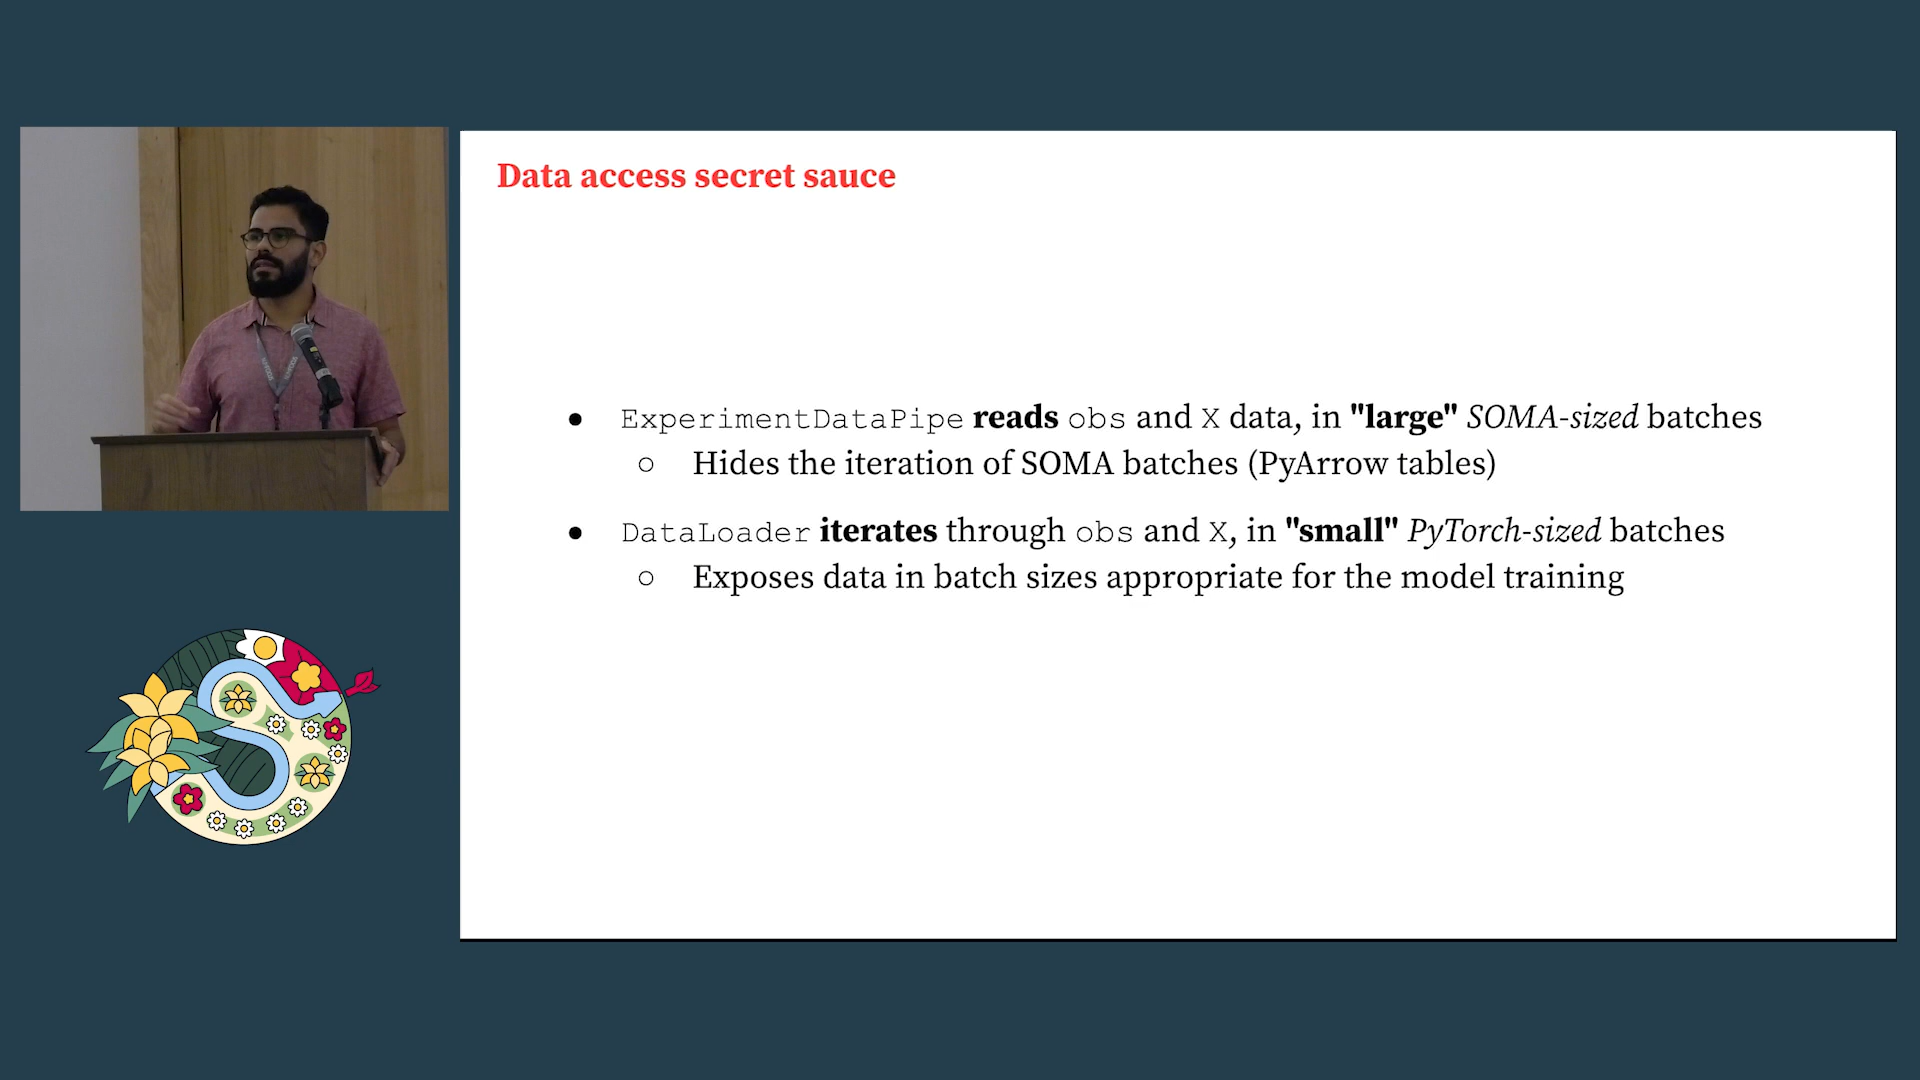 Data access secret sauce
● ExperimentDataPipe reads obs and X data, in "large" SOMA-sized batches
○ Hides the iteration of SOMA batches (PyArrow tables)
● DataLoader iterates through obs and X, in "small" PyTorch-sized batches
○ Exposes data in batch sizes appropriate for the model training